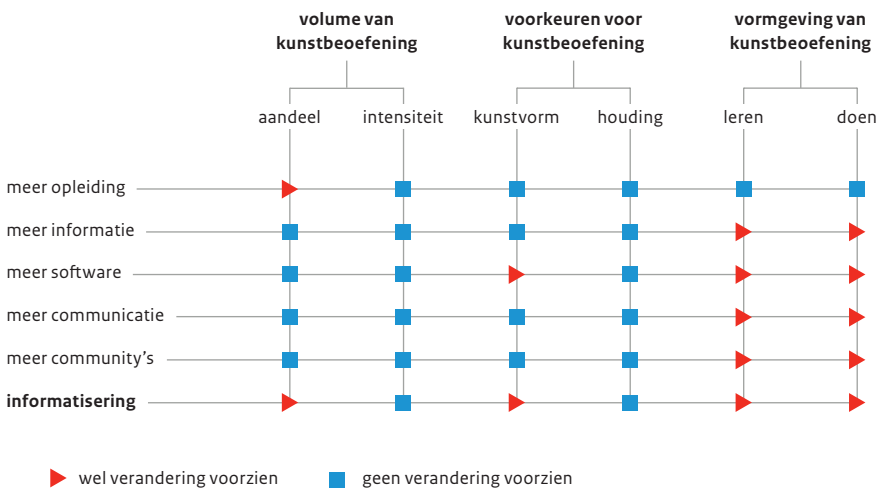 volume van
kunstbeoefening
voorkeuren voor
kunstbeoefening
vormgeving van
kunstbeoefening
aandeel
intensiteit
kunstvorm
houding
leren
doen
meer opleiding
meer informatie
meer software
meer communicatie
meer community's
informatisering
wel verandering voorzien
geen verandering voorzien